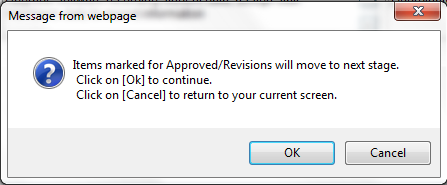 Message from webpage
Items marked for Approved/Revisions will move to next stage.
Click on [Ok] to continue.
Click on [Cancel] to return to your current screen.
OK
Cancel